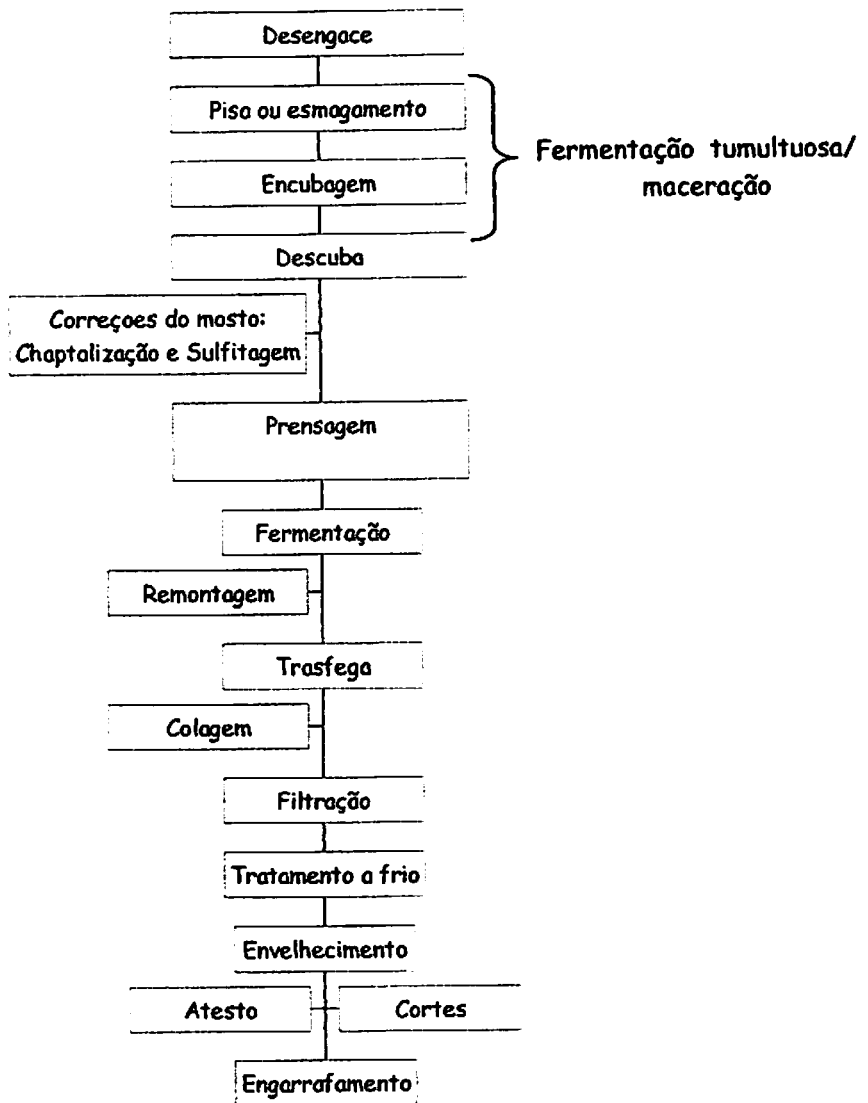 Desengace
Pisa ou esmagamento
Encubagem
Descuba
Fermentação tumultuosa/
maceração
Correçoes do mosto:
Chaptalização e Sulfitagem
Prensagem
Fermentação
Remontagem
Trasfega
Colagem
Filtração
Tratamento a frio
Envelhecimento
Atesto
Cortes
Engarrafamento